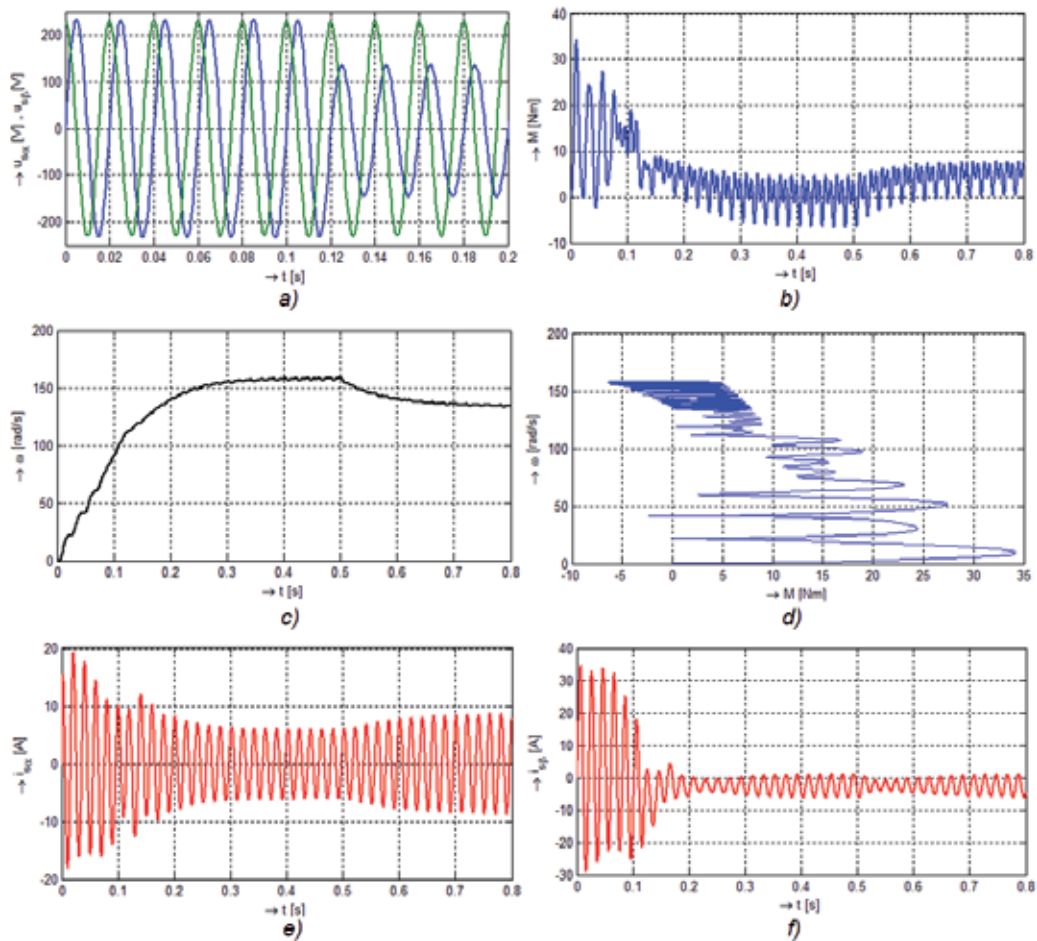 → usα [V] , usβ [V]
200
100
0
-100
-200
0 0.02 0.04 0.06 0.08 0.1 0.12 0.14 0.16 0.18 0.2
→ t [s]
a)
→ M [Nm]
40
30
20
10
0
-10
0 0.1 0.2 0.3 0.4 0.5 0.6 0.7 0.8
→ t [s]
b)
→ ω [rad/s]
200
150
100
50
0
0 0.1 0.2 0.3 0.4 0.5 0.6 0.7 0.8
→ t [s]
c)
→ ω [rad/s]
200
150
100
50
0
-10 -5 0 5 10 15 20 25 30 35
→ M [Nm]
d)
→ isα [A]
20
10
0
-10
-20
0 0.1 0.2 0.3 0.4 0.5 0.6 0.7 0.8
→ t [s]
e)
→ isβ [A]
40
30
20
10
0
-10
-20
-30
0 0.1 0.2 0.3 0.4 0.5 0.6 0.7 0.8
→ t [s]
f)